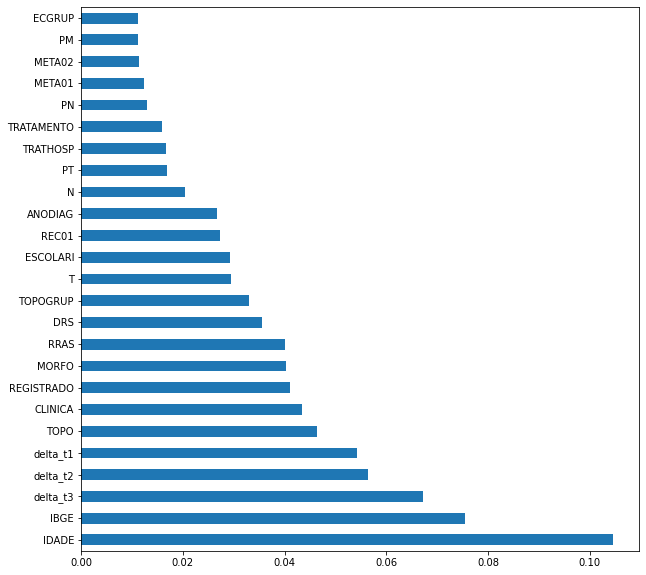 ECGRUP
PM
META02
META01
PN
TRATAMENTO
TRATHOSP
PT
N
ANODIAG
REC01
ESCOLARI
T
TOPOGRUP
DRS
RRAS
MORFO
REGISTRADO
CLINICA
TOPO
delta_t1
delta_t2
delta_t3
IBGE
IDADE
0.00 0.02 0.04 0.06 0.08 0.10